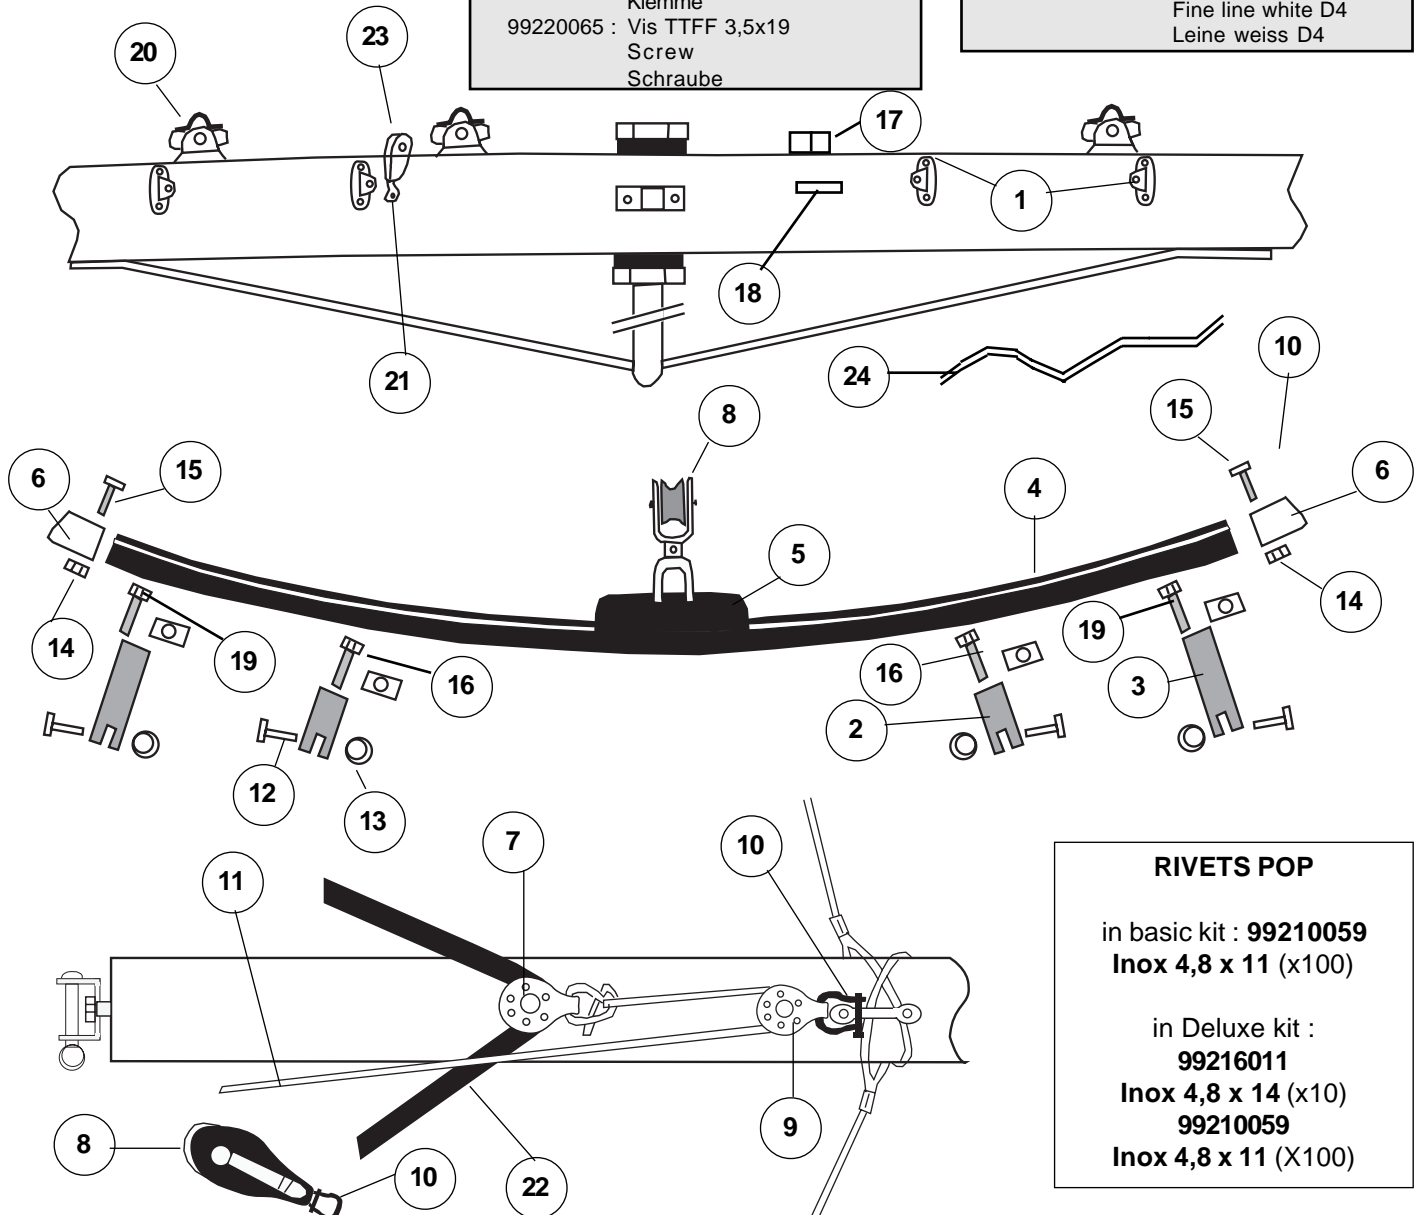 Klemme
99220065 : Vis TTFF 3,5x19
Screw
Schraube
Fine line white D4
Leine weiss D4
20
23
17
1
18
21
24
10
8
15
6
15
4
6
5
14
19
16
14
19
16
3
2
12
13
7
10
11
9
8
10
22
RIVETS POP
in basic kit : 99210059
Inox 4,8 x 11 (x100)
in Deluxe kit :
99216011
Inox 4,8 x 14 (x10)
99210059
Inox 4,8 x 11 (X100)